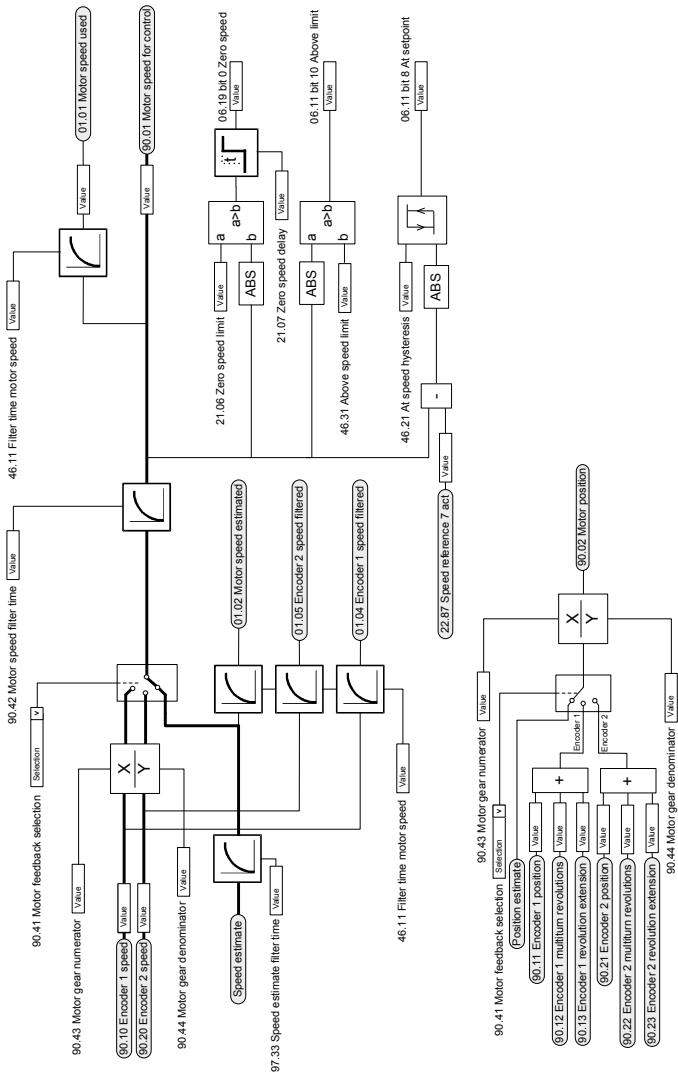 46.11 Filter time motor speed
Value
Value
01.01 Motor speed used
90.42 Motor speed filter time
Value
Value
90.01 Motor speed for control
90.41 Motor feedback selection
Selection
v
90.43 Motor gear numerator
Value
90.10 Encoder 1 speed
Value
X
Y
90.20 Encoder 2 speed
Value
90.44 Motor gear denominator
Value
Speed estimate
97.33 Speed estimate filter time
Value
01.02 Motor speed estimated
01.05 Encoder 2 speed filtered
01.04 Encoder 1 speed filtered
46.11 Filter time motor speed
Value
21.06 Zero speed limit
Value
a
a>b
b
ABS
t
Value
06.19 bit 0 Zero speed
21.07 Zero speed delay
Value
ABS
a
a>b
b
Value
06.11 bit 10 Above limit
46.31 Above speed limit
Value
46.21 At speed hysteresis
Value
ABS
Value
06.11 bit 8 At setpoint
-
22.87 Speed reference 7 act
Value
90.43 Motor gear numerator
Value
90.41 Motor feedback selection
Selection
v
Position estimate
90.11 Encoder 1 position
Value
90.12 Encoder 1 multiturn revolutions
Value
+
Encoder 1
90.13 Encoder 1 revolution extension
Value
90.21 Encoder 2 position
Value
90.22 Encoder 2 multiturn revolutions
Value
+
Encoder 2
90.23 Encoder 2 revolution extension
Value
X
Y
90.02 Motor position
90.44 Motor gear denominator
Value